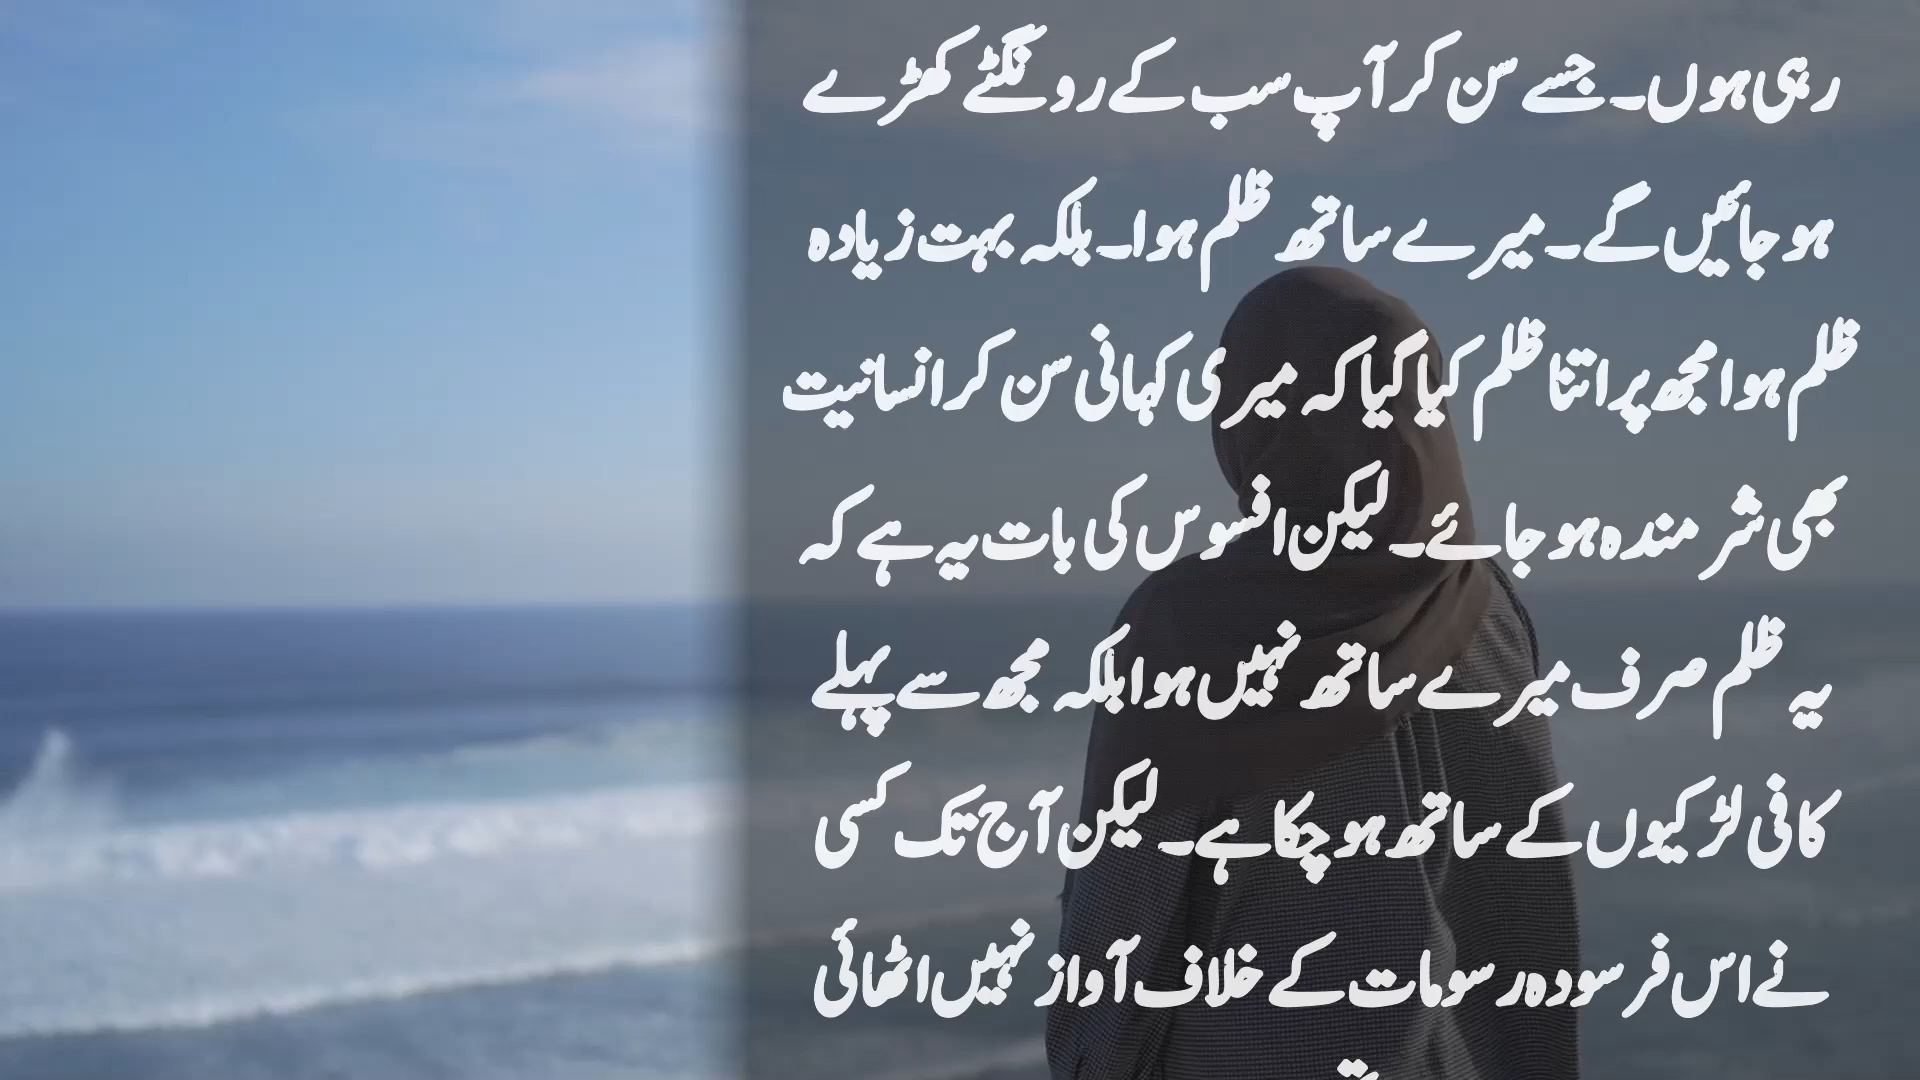 رہی ہوں۔ جسے سن کر آپ سب کے رونگٹے کھڑے
ہو جائیں گے۔ میرے ساتھ ظلم ہوا۔ بلکہ بہت زیادہ
ظلم ہوا مجھ پر اتنا ظلم کیا گیا کہ میری کہانی سن کر انسانیت
بھی شرمندہ ہو جائے۔ لیکن افسوس کی بات یہ ہے کہ
یہ ظلم صرف میرے ساتھ نہیں ہوا بلکہ مجھ سے پہلے
کافی لڑکیوں کے ساتھ ہو چکا ہے۔ لیکن آج تک کسی
نے اس فرسودہ رسومات کے خلاف آواز نہیں اٹھائی